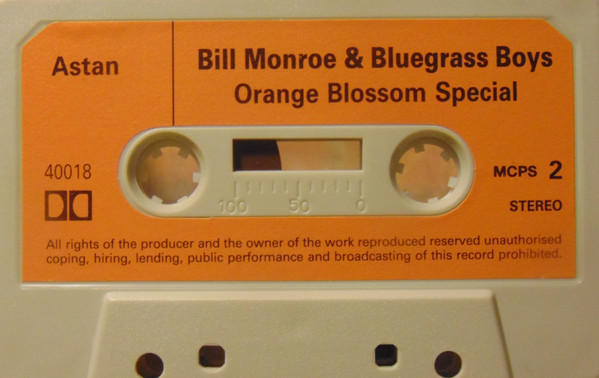 Astan
Bill Monroe & Bluegrass Boys
Orange Blossom Special
40018
MCPS 2
STEREO
100 50 0
All rights of the producer and the owner of the work reproduced reserved unauthorised
coping, hiring, lending, public performance and broadcasting of this record prohibited.